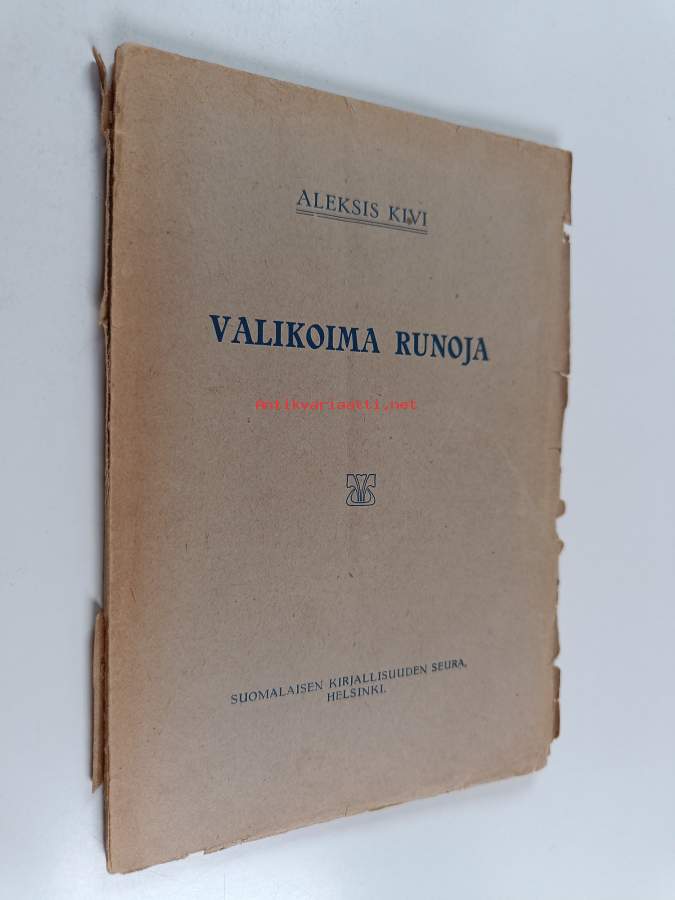 ALEKSIS KIVI
VALIKOIMA RUNOJA
Antikvariaatti.net
SUOMALAISEN KIRJALLISUUDEN SEURA,
HELSINKI.